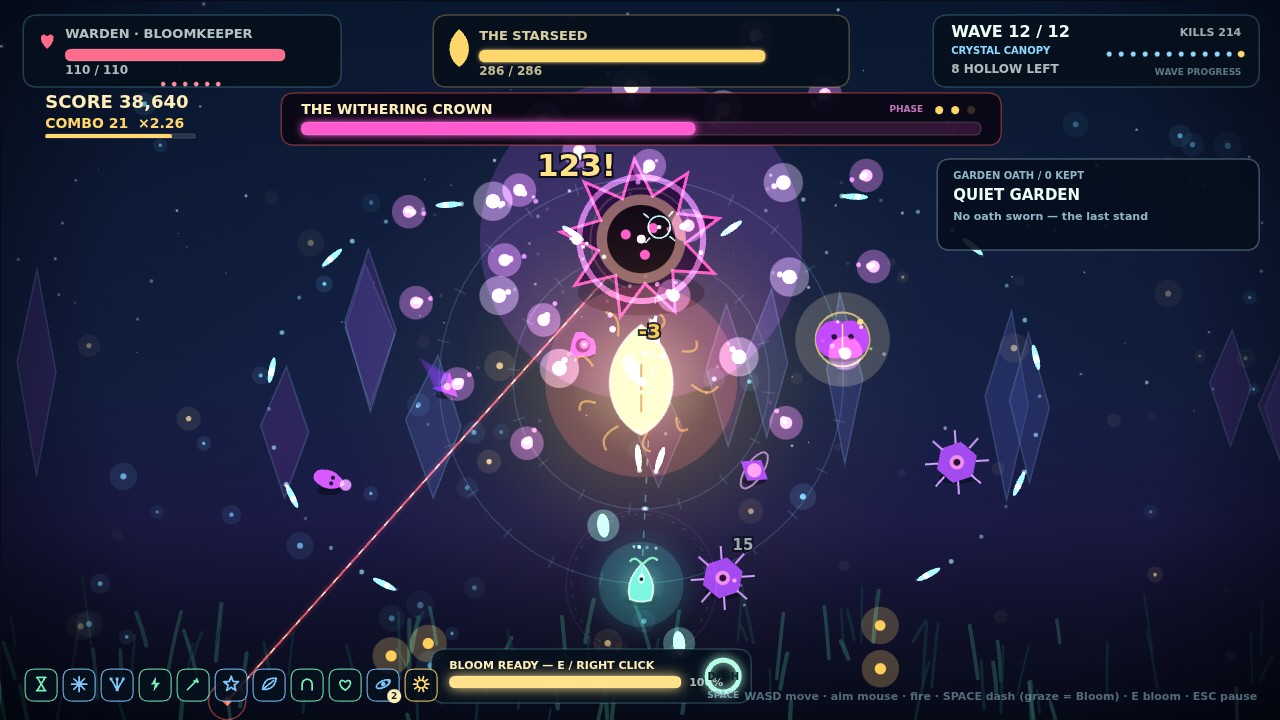 WARDEN · BLOOMKEEPER
110 / 110
THE STARSEED
286 / 286
WAVE 12 / 12
KILLS 214
CRYSTAL CANOPY
8 HOLLOW LEFT
WAVE PROGRESS
SCORE 38,640
COMBO 21 ×2.26
THE WITHERING CROWN
PHASE
123!
GARDEN OATH / 0 KEPT
QUIET GARDEN
No oath sworn — the last stand
-3
15
BLOOM READY — E / RIGHT CLICK
2
SPACE
WASD move · aim mouse · fire · SPACE dash (graze = Bloom) · E bloom · ESC pause